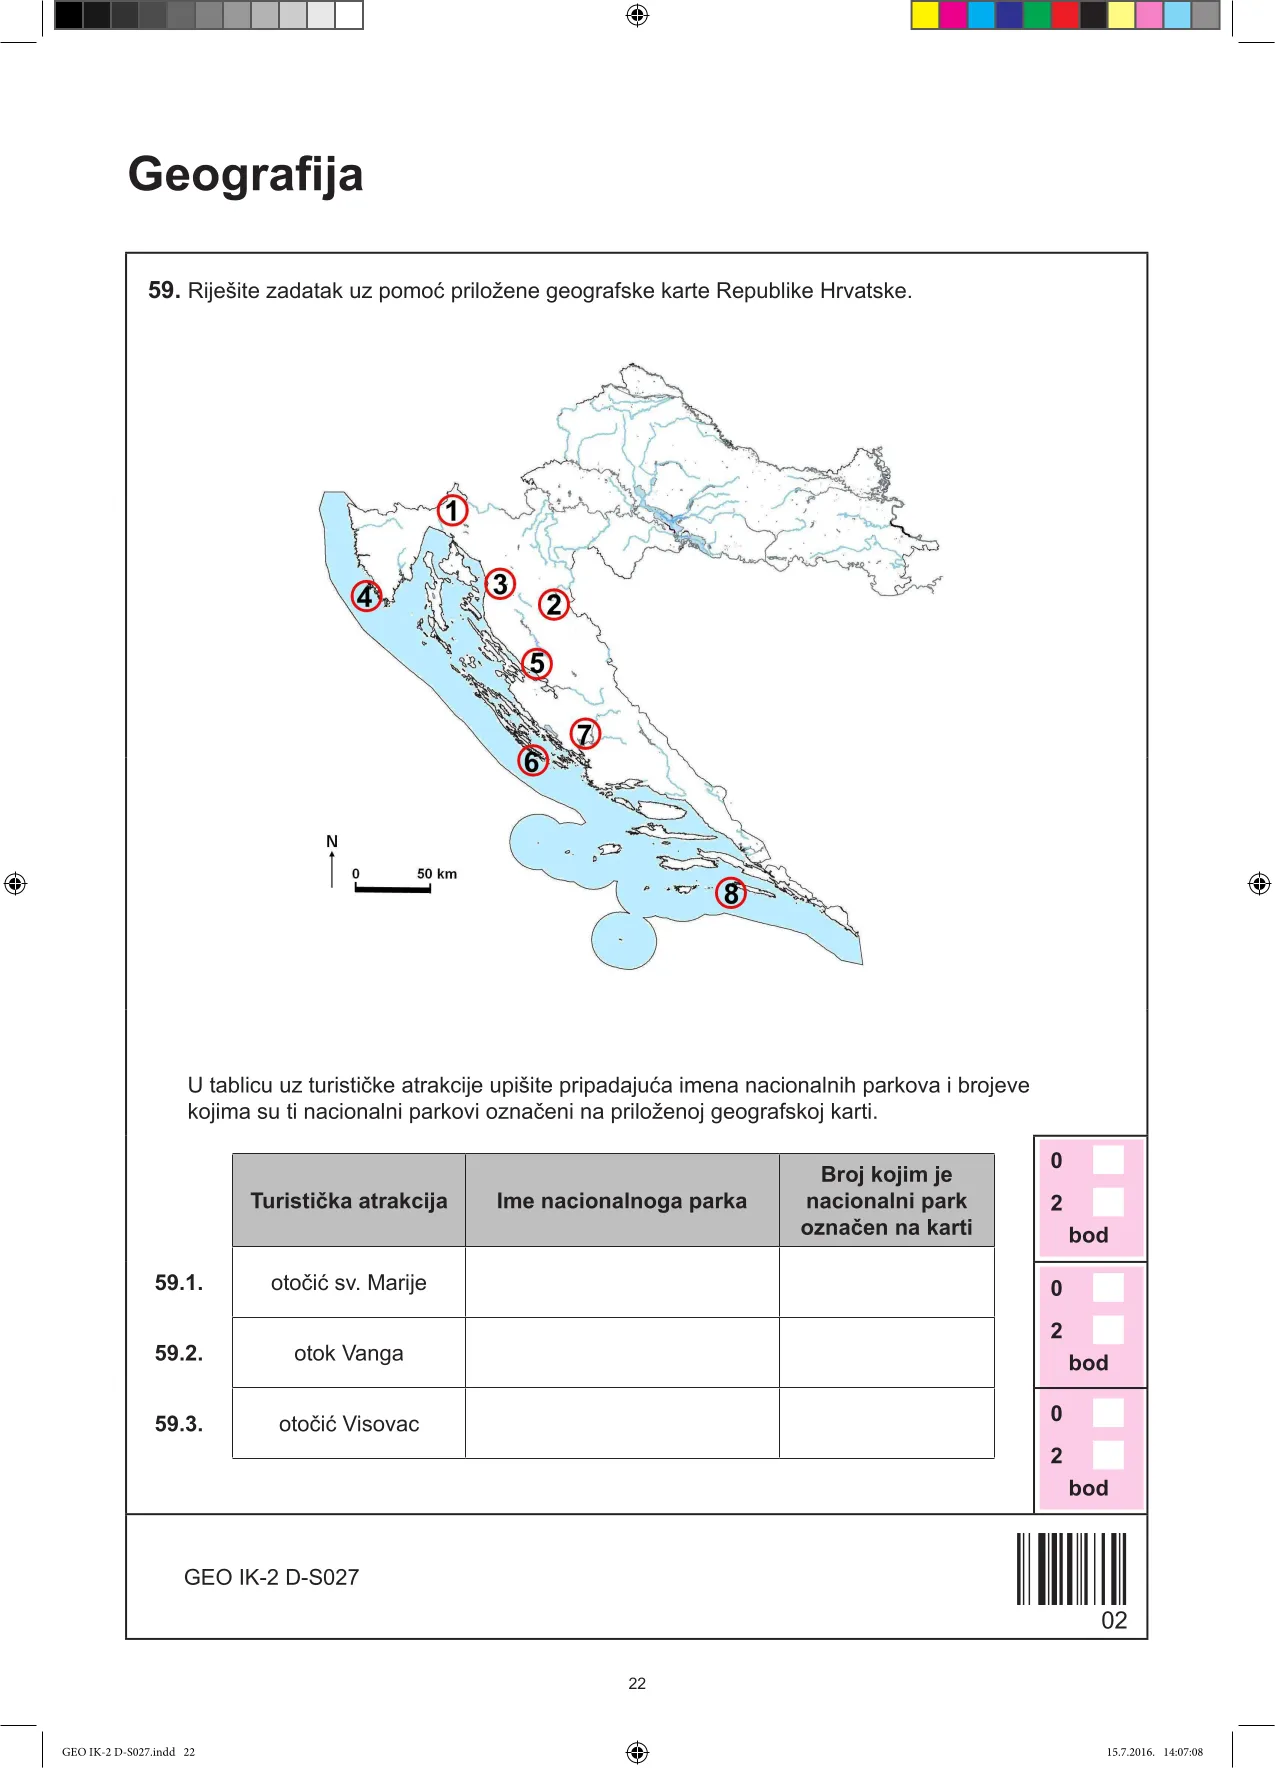 Geografija
59. Riješite zadatak uz pomoć priložene geografske karte Republike Hrvatske.
1
3
4
2
5
7
6
N
0 50 km
8
U tablicu uz turističke atrakcije upišite pripadajuća imena nacionalnih parkova i brojeve
kojima su ti nacionalni parkovi označeni na priloženoj geografskoj karti.
Turistička atrakcija Ime nacionalnoga parka Broj kojim je nacionalni park označen na karti
59.1. otočić sv. Marije
59.2. otok Vanga
59.3. otočić Visovac
0
2
bod
0
2
bod
0
2
bod
GEO IK-2 D-S027
02
22
GEO IK-2 D-S027.indd 22
15.7.2016. 14:07:08